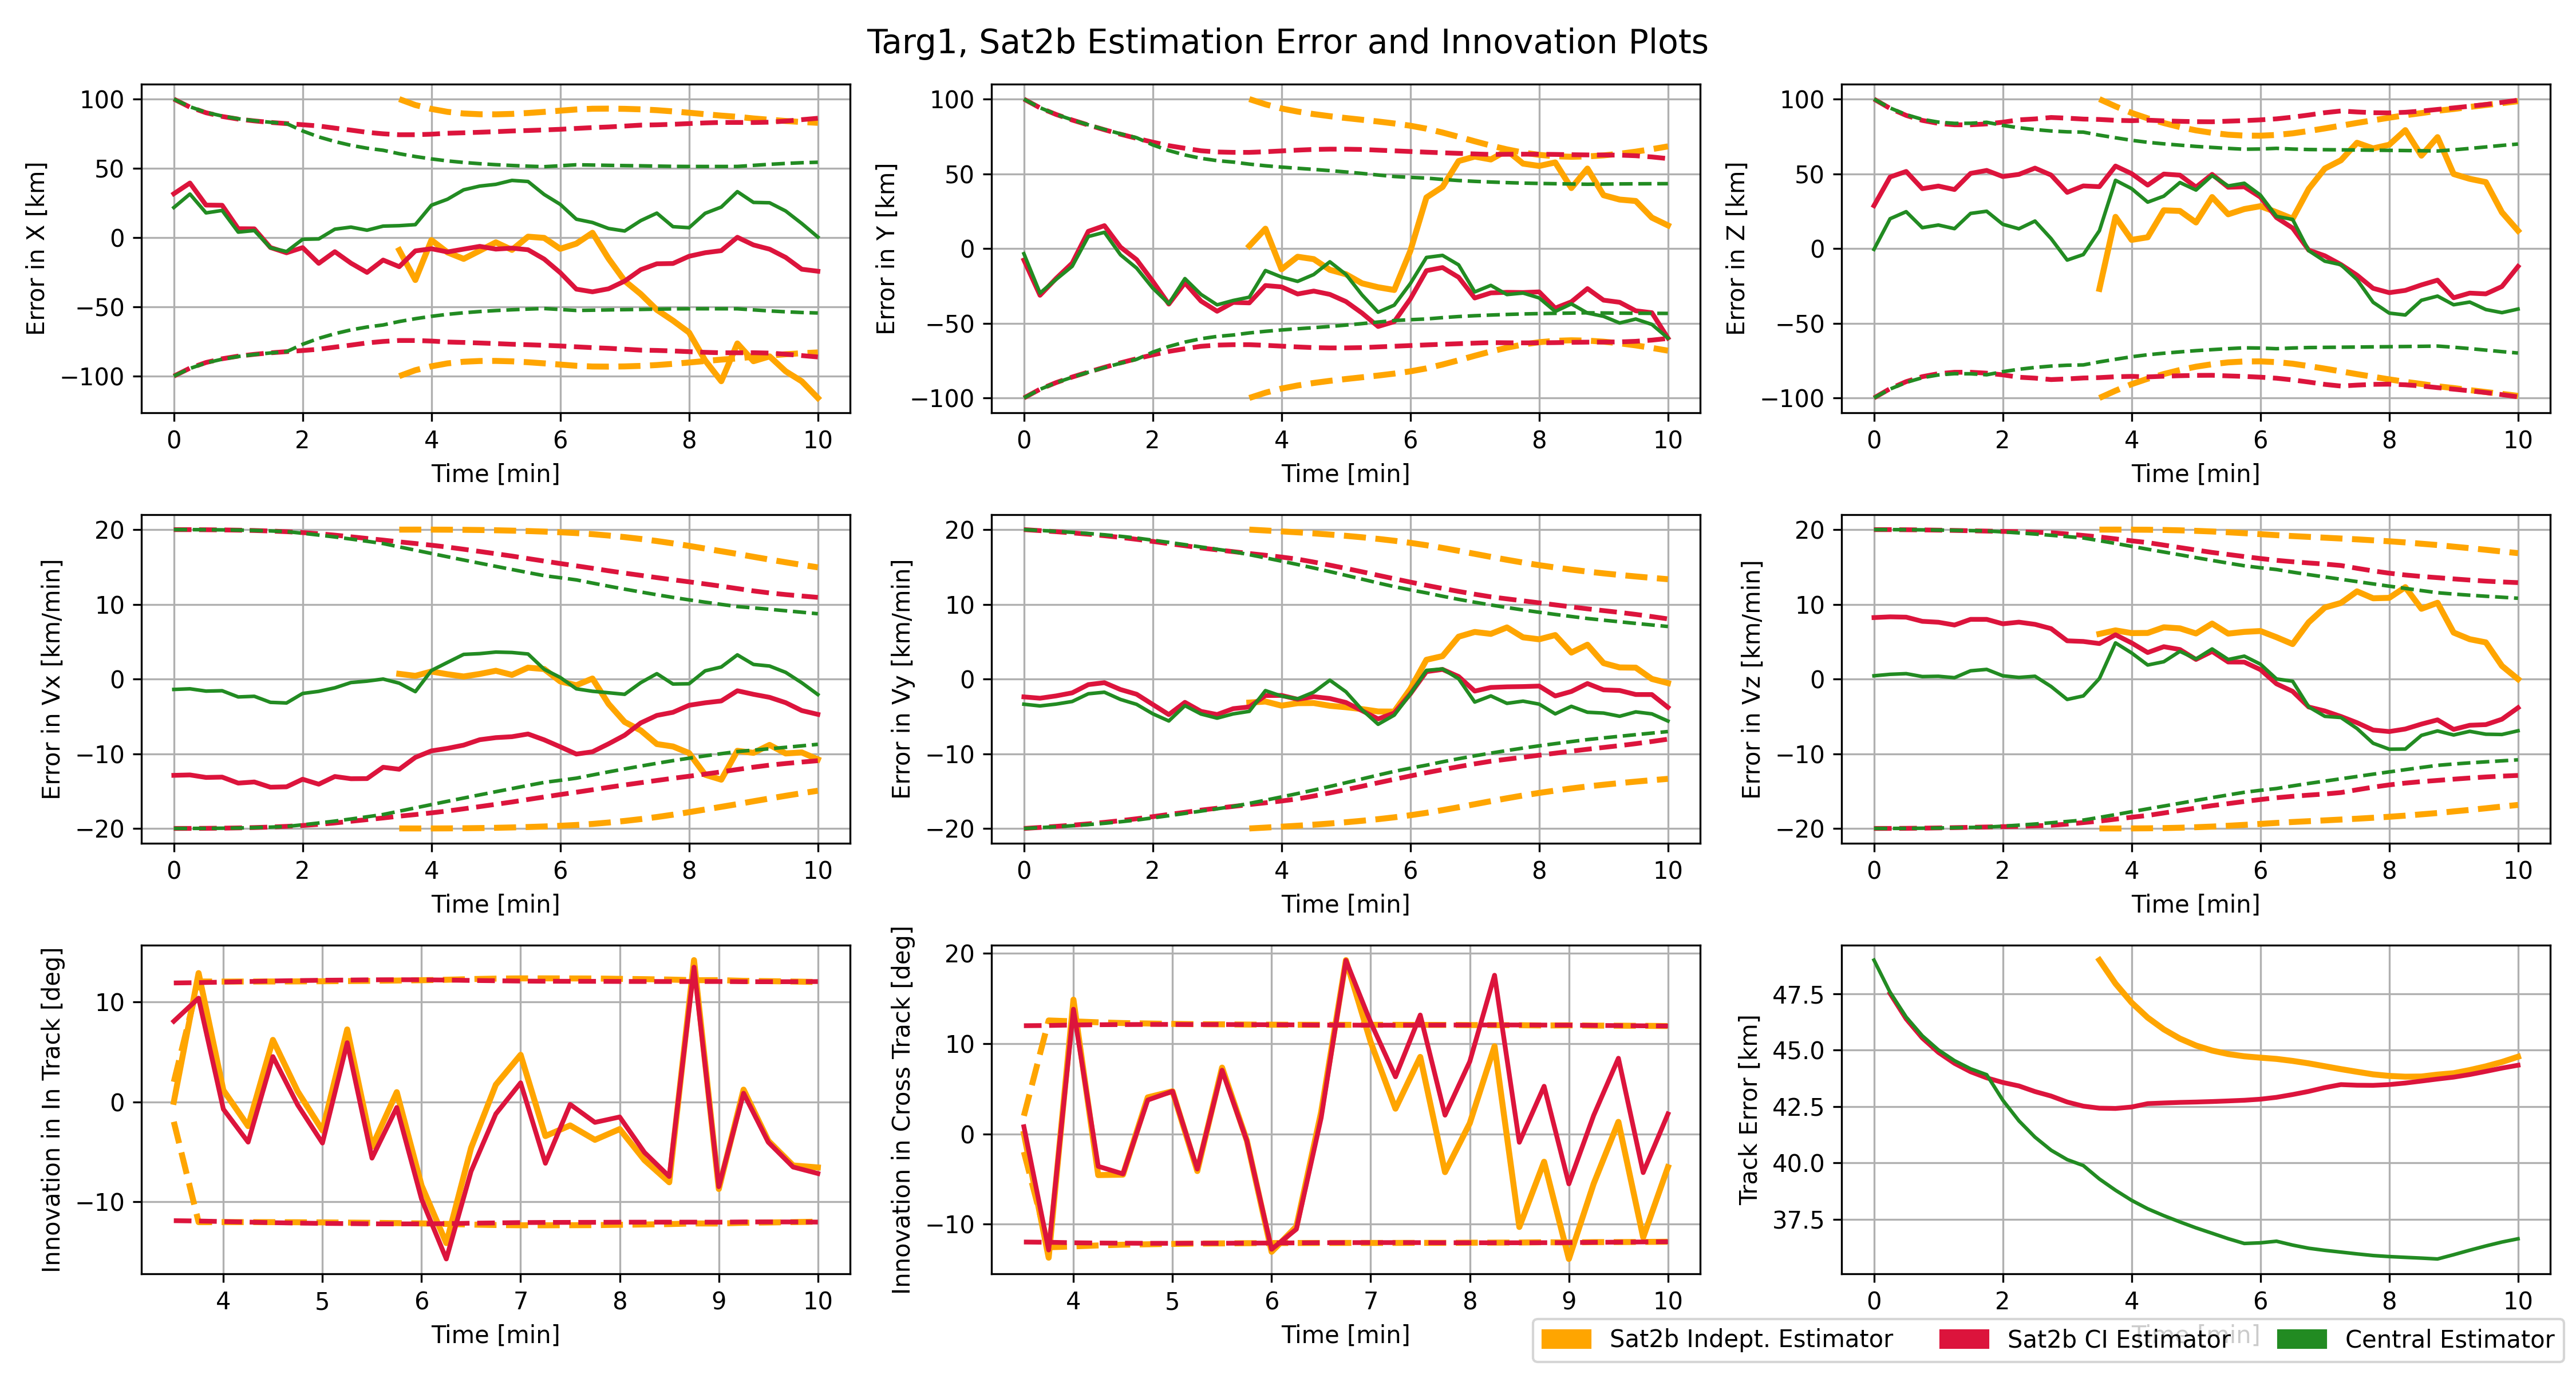 Targ1, Sat2b Estimation Error and Innovation Plots
Error in X [km]
100
50
0
−50
−100
0 2 4 6 8 10
Time [min]
Error in Y [km]
100
50
0
−50
−100
0 2 4 6 8 10
Time [min]
Error in Z [km]
100
50
0
−50
−100
0 2 4 6 8 10
Time [min]
Error in Vx [km/min]
20
10
0
−10
−20
0 2 4 6 8 10
Time [min]
Error in Vy [km/min]
20
10
0
−10
−20
0 2 4 6 8 10
Time [min]
Error in Vz [km/min]
20
10
0
−10
−20
0 2 4 6 8 10
Time [min]
Innovation in In Track [deg]
10
0
−10
4 5 6 7 8 9 10
Time [min]
Innovation in Cross Track [deg]
20
10
0
−10
4 5 6 7 8 9 10
Time [min]
Track Error [km]
47.5
45.0
42.5
40.0
37.5
0 2 4 6 8 10
Time [min]
Sat2b Indept. Estimator Sat2b CI Estimator Central Estimator